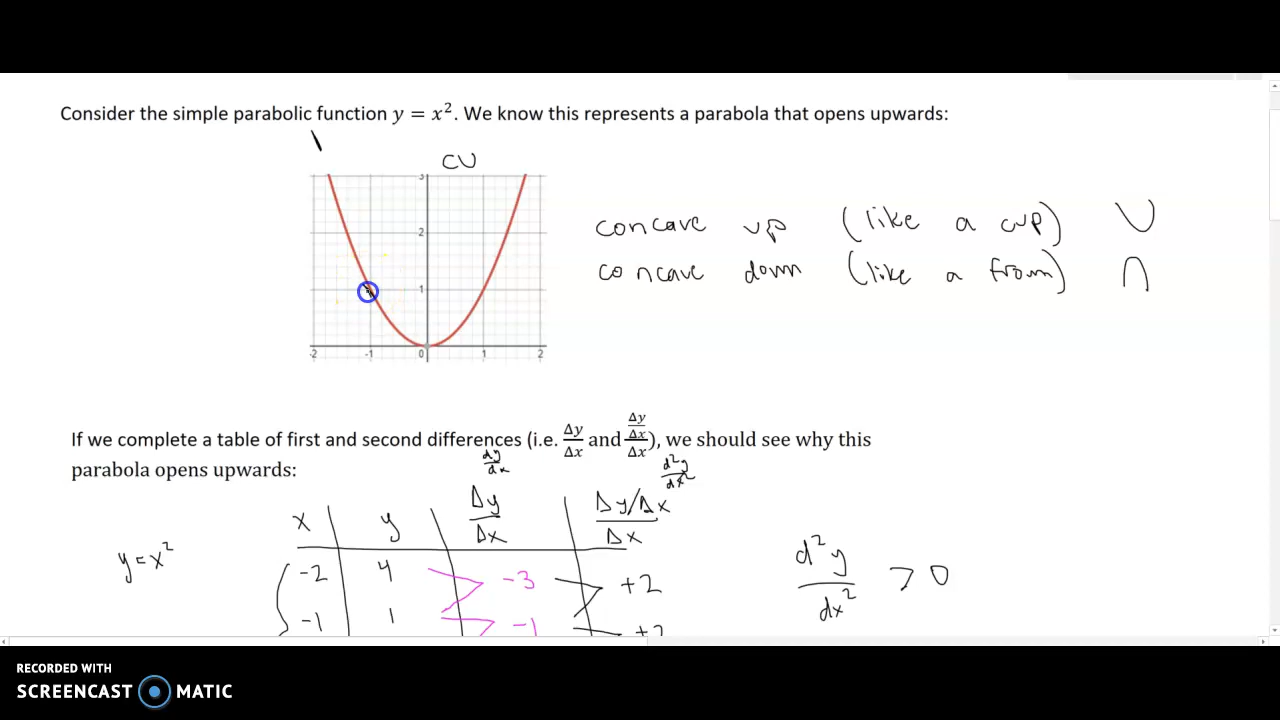 Consider the simple parabolic function y = x². We know this represents a parabola that opens upwards:
CU
3
2
1
-2 -1 0 1 2
concave up (like a cup) ∪
concave down (like a frown) ∩
If we complete a table of first and second differences (i.e. Δy/Δx and Δy/Δx/Δx), we should see why this
parabola opens upwards:
dy/dx d²y/dx²
x y Δy/Δx Δy/Δx/Δx
y = x²
-2 4 -3 +2
-1 1 -1 +2
d²y/dx² > 0
RECORDED WITH
SCREENCAST MATIC